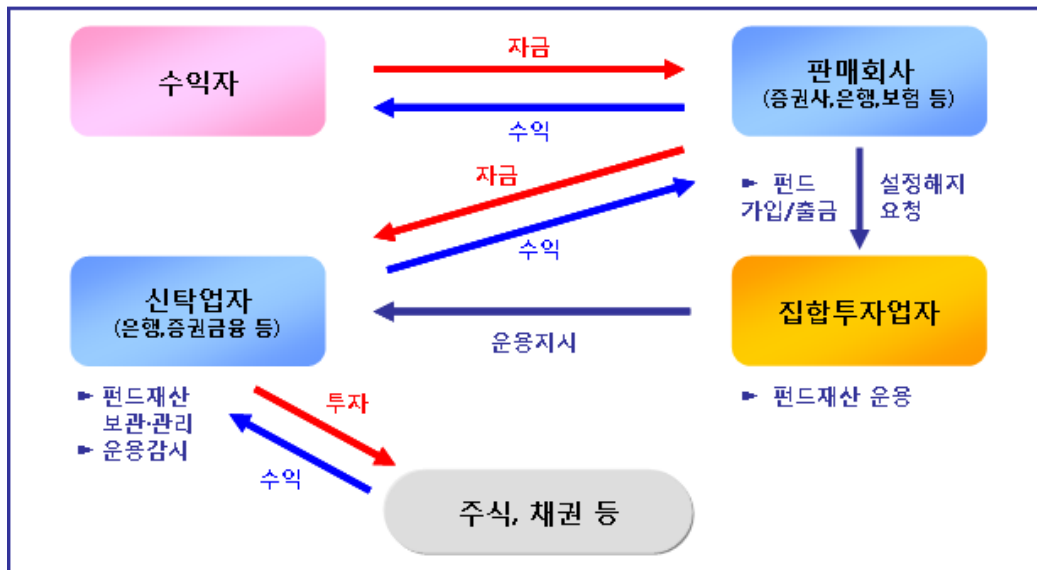 자금
수익자
판매회사
(증권사,은행,보험 등)
수익
자금
► 펀드
가입/출금
설정해지
요청
수익
신탁업자
(은행,증권금융 등)
집합투자업자
운용지시
► 펀드재산
보관·관리
► 운용감시
투자
► 펀드재산 운용
수익
주식, 채권 등